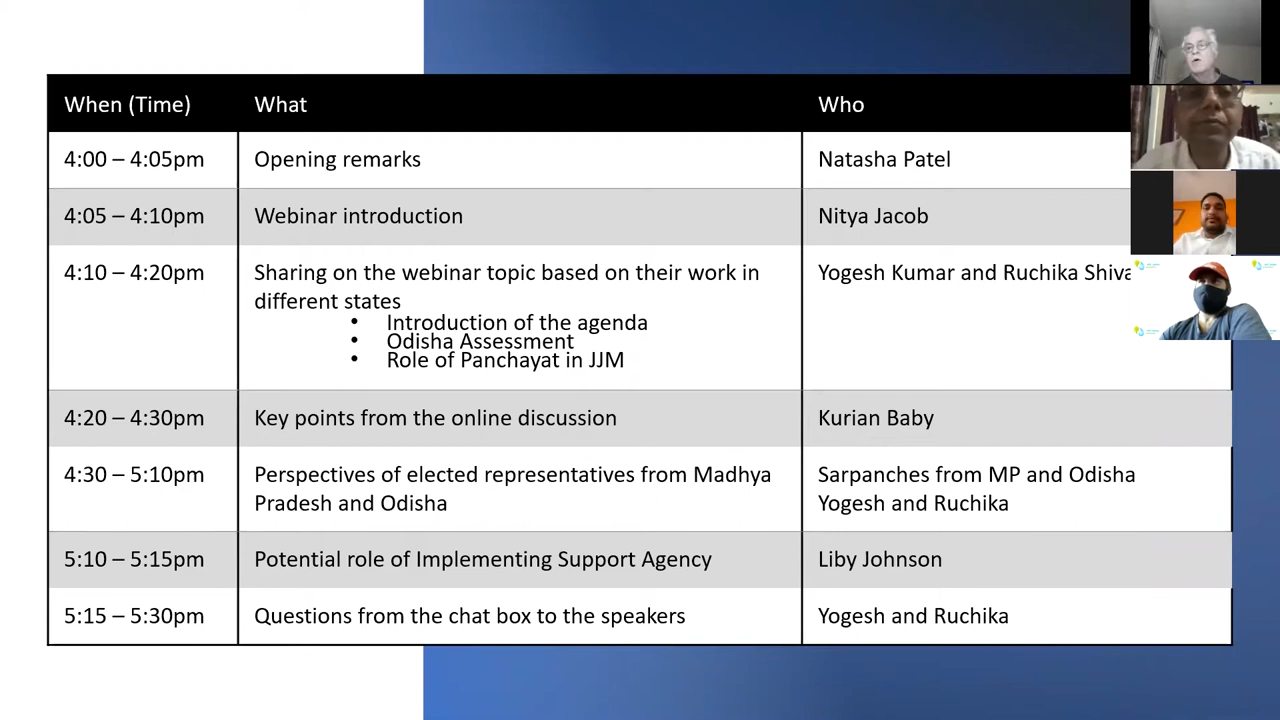 When (Time) What Who
4:00 – 4:05pm Opening remarks Natasha Patel
4:05 – 4:10pm Webinar introduction Nitya Jacob
4:10 – 4:20pm Sharing on the webinar topic based on their work in Yogesh Kumar and Ruchika
different states
• Introduction of the agenda
• Odisha Assessment
• Role of Panchayat in JJM
4:20 – 4:30pm Key points from the online discussion Kurian Baby
4:30 – 5:10pm Perspectives of elected representatives from Madhya Sarpanches from MP and Odisha
Pradesh and Odisha Yogesh and Ruchika
5:10 – 5:15pm Potential role of Implementing Support Agency Liby Johnson
5:15 – 5:30pm Questions from the chat box to the speakers Yogesh and Ruchika